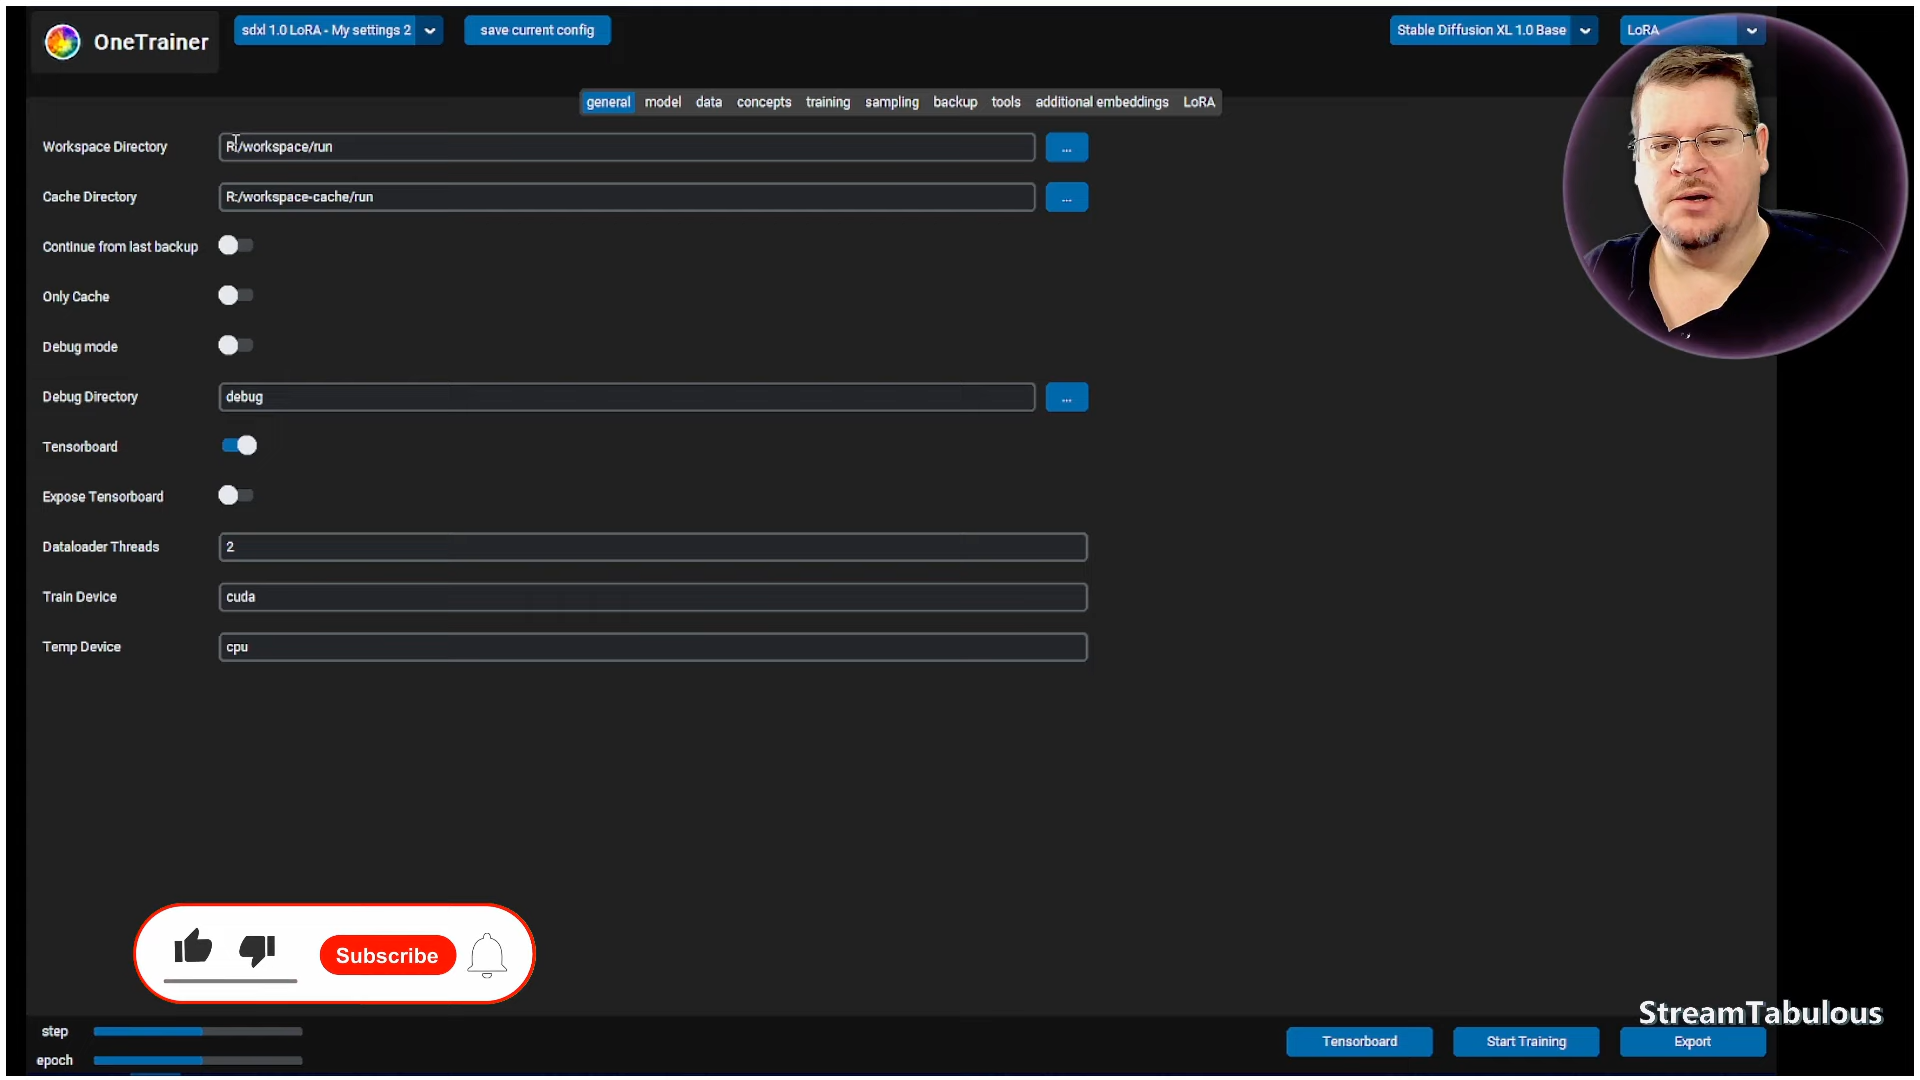 OneTrainer
sdxl 1.0 LoRA - My settings 2
save current config
Stable Diffusion XL 1.0 Base
LoRA
general model data concepts training sampling backup tools additional embeddings LoRA
Workspace Directory R:/workspace/run ...
Cache Directory R:/workspace-cache/run ...
Continue from last backup
Only Cache
Debug mode
Debug Directory debug ...
Tensorboard
Expose Tensorboard
Dataloader Threads 2
Train Device cuda
Temp Device cpu
Subscribe
StreamTabulous
step
epoch
Tensorboard Start Training Export